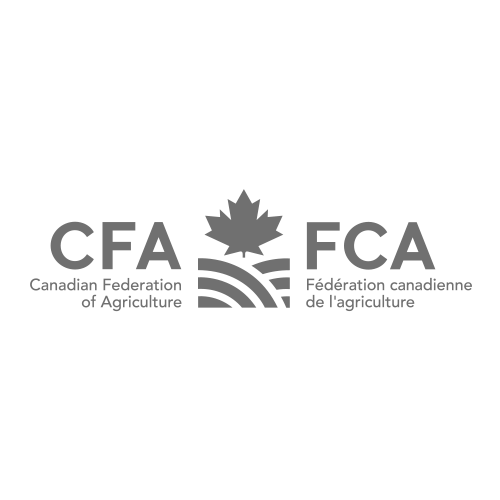 CFA
Canadian Federation
of Agriculture
FCA
Fédération canadienne
de l'agriculture